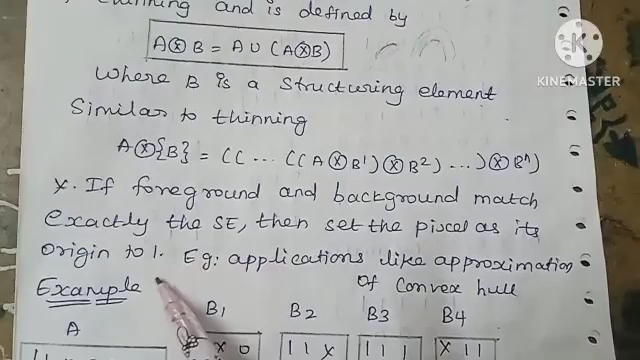 thinning and is defined by
A⊗B = A∪(A⊗B)
Where B is a structuring element
Similar to thinning
A⊗{B} = ((... ((A⊗B¹)⊗B²) ...)⊗Bⁿ)
x. If foreground and background match
exactly the SE, then set the pixel as its
origin to 1. Eg: applications like approximation
of convex hull
Example
A B1 B2 B3 B4
x 0 1 1 x 1 1 1 x 1 1
KINEMASTER